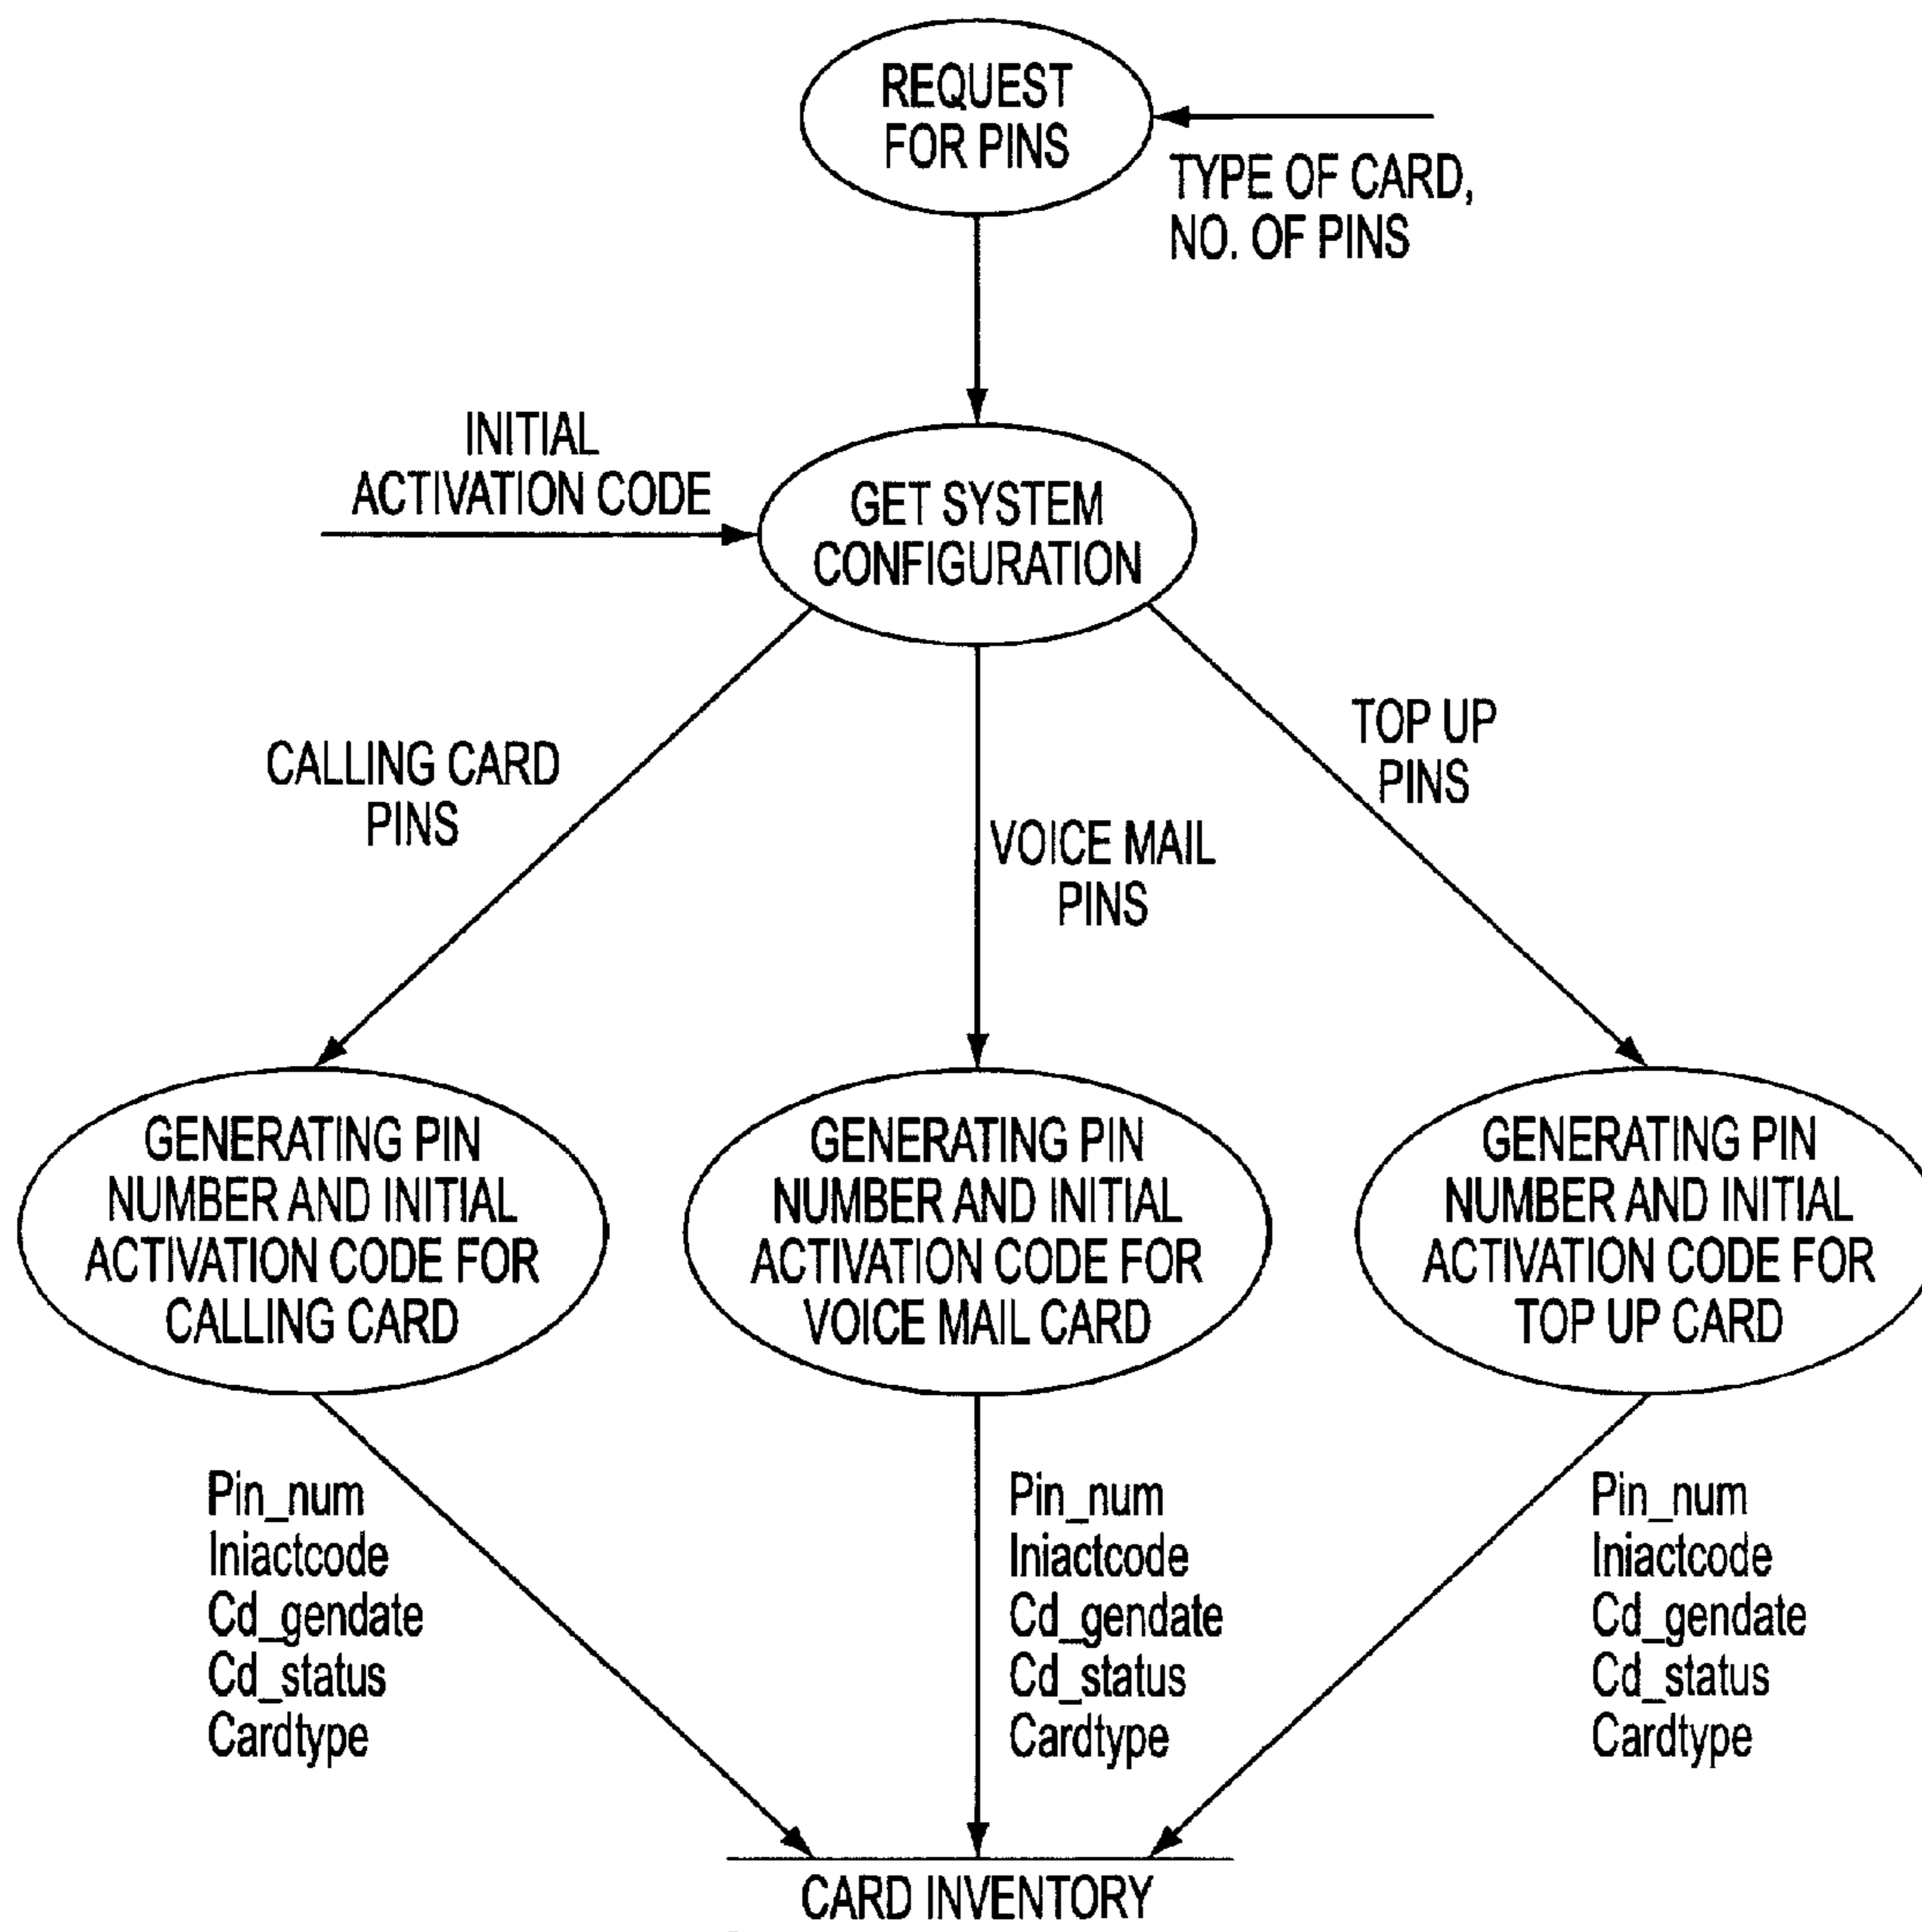 REQUEST
FOR PINS
TYPE OF CARD,
NO. OF PINS
INITIAL
ACTIVATION CODE
GET SYSTEM
CONFIGURATION
CALLING CARD
PINS
VOICE MAIL
PINS
TOP UP
PINS
GENERATING PIN
NUMBER AND INITIAL
ACTIVATION CODE FOR
CALLING CARD
GENERATING PIN
NUMBER AND INITIAL
ACTIVATION CODE FOR
VOICE MAIL CARD
GENERATING PIN
NUMBER AND INITIAL
ACTIVATION CODE FOR
TOP UP CARD
Pin_num
Iniactcode
Cd_gendate
Cd_status
Cardtype
Pin_num
Iniactcode
Cd_gendate
Cd_status
Cardtype
Pin_num
Iniactcode
Cd_gendate
Cd_status
Cardtype
CARD INVENTORY